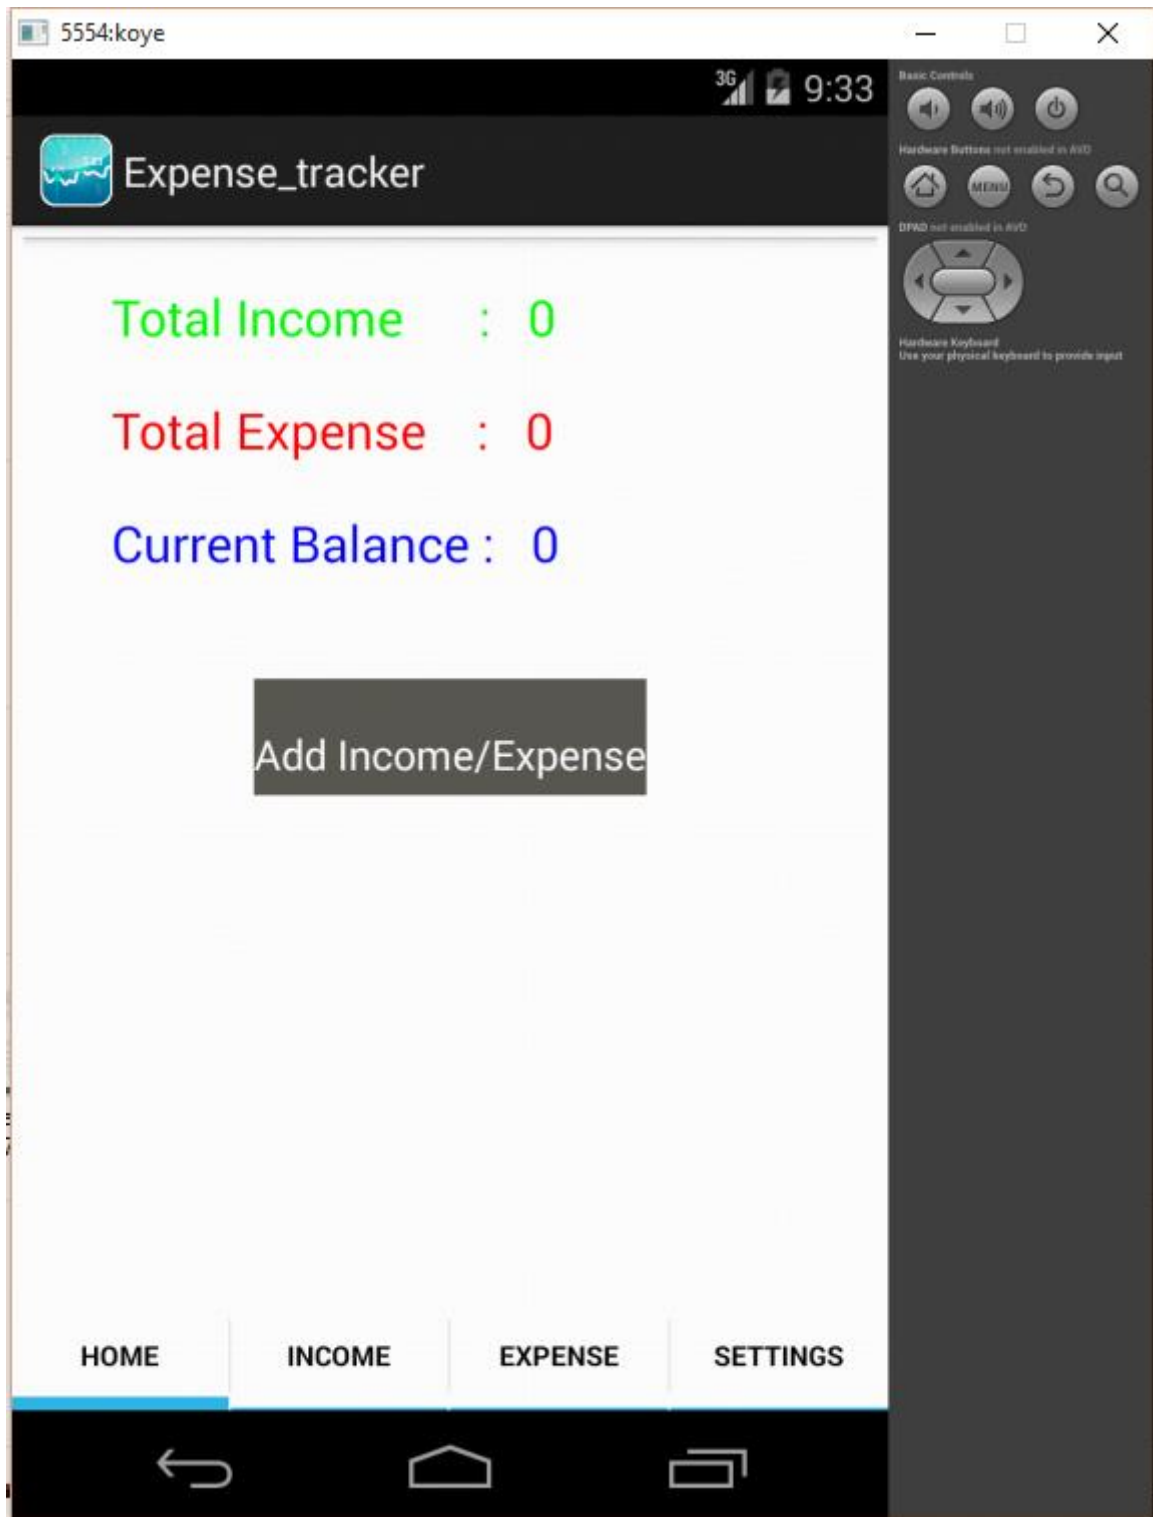 5554:koye
3G 9:33
Expense_tracker
Total Income : 0
Total Expense : 0
Current Balance : 0
Add Income/Expense
HOME INCOME EXPENSE SETTINGS
Basic Controls
Hardware Buttons not enabled in AVD
MENU
DPAD not enabled in AVD
Hardware Keyboard
Use your physical keyboard to provide input